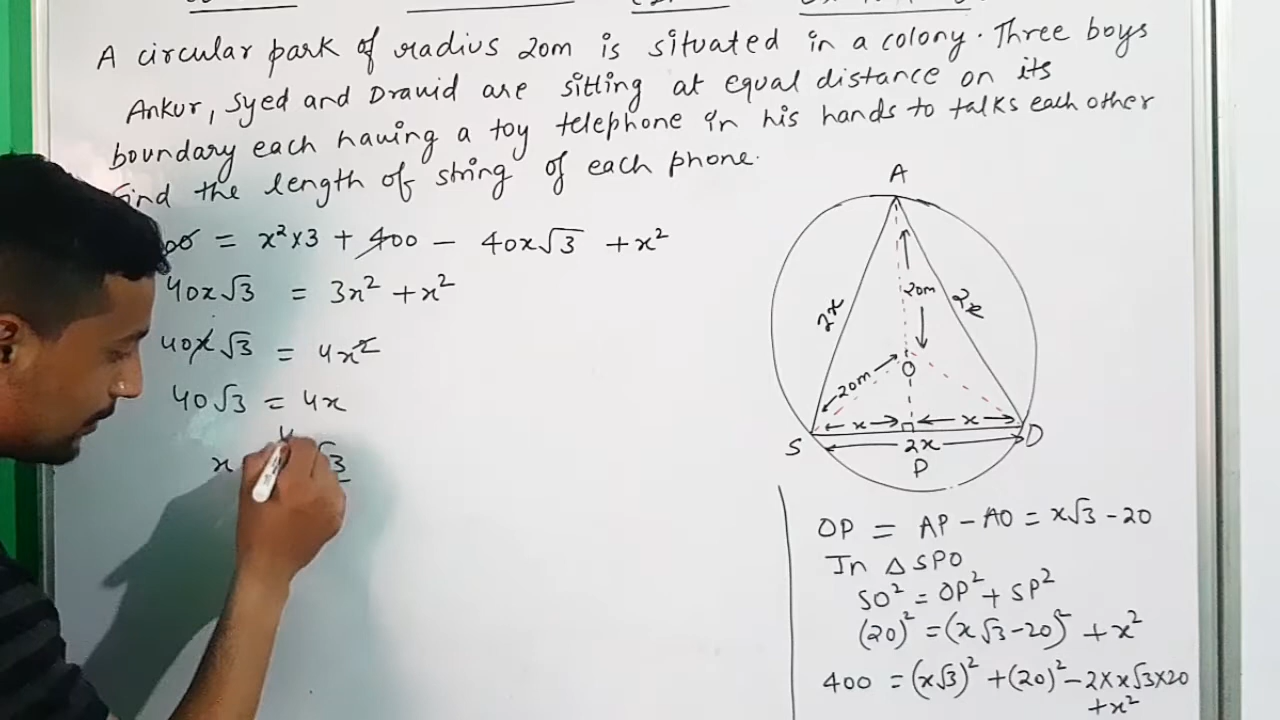 A circular park of radius 20m is situated in a colony. Three boys
Ankur, Syed and David are sitting at equal distance on its
boundary each having a toy telephone in his hands to talks each other
find the length of string of each phone.
= x²×3 + 400 - 40x√3 + x²
40x√3 = 3x² + x²
40x√3 = 4x²
40√3 = 4x
x √3
A
2x
20m
2x
O
20m
x
x
S
D
2x
P
OP = AP - AO = x√3 - 20
In △ SPO
SO² = OP² + SP²
(20)² = (x√3 - 20)² + x²
400 = (x√3)² + (20)² - 2×x√3×20
+ x²